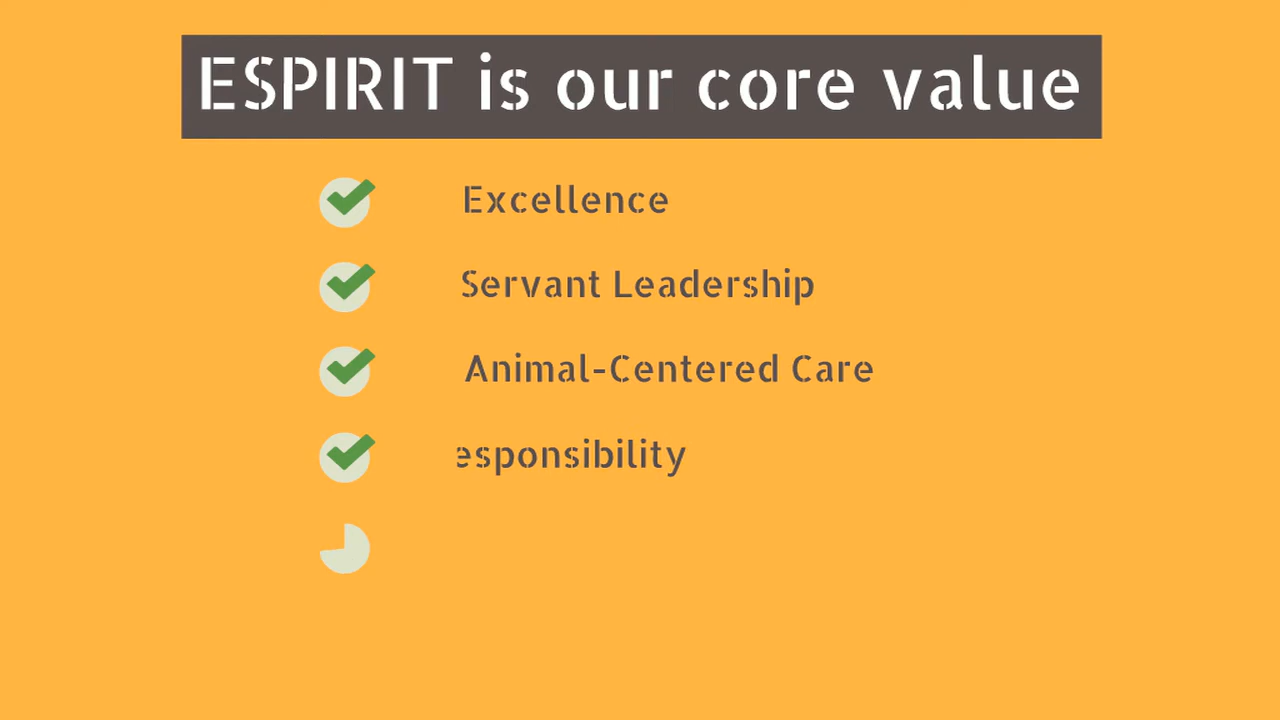 ESPIRIT is our core value
Excellence
Servant Leadership
Animal-Centered Care
esponsibility